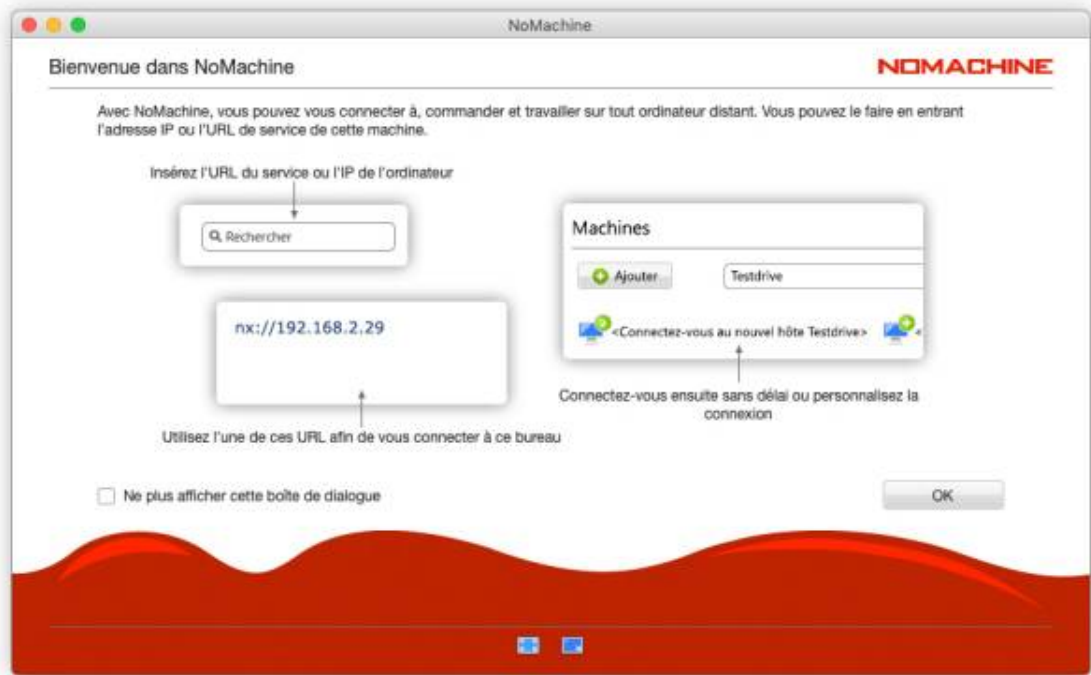 NoMachine
Bienvenue dans NoMachine
NOMACHINE
Avec NoMachine, vous pouvez vous connecter à, commander et travailler sur tout ordinateur distant. Vous pouvez le faire en entrant
l'adresse IP ou l'URL de service de cette machine.
Insérez l'URL du service ou l'IP de l'ordinateur
Rechercher
nx://192.168.2.29
Utilisez l'une de ces URL afin de vous connecter à ce bureau
Machines
Ajouter
Testdrive
<Connectez-vous au nouvel hôte Testdrive>
<
Connectez-vous ensuite sans délai ou personnalisez la
connexion
Ne plus afficher cette boîte de dialogue
OK